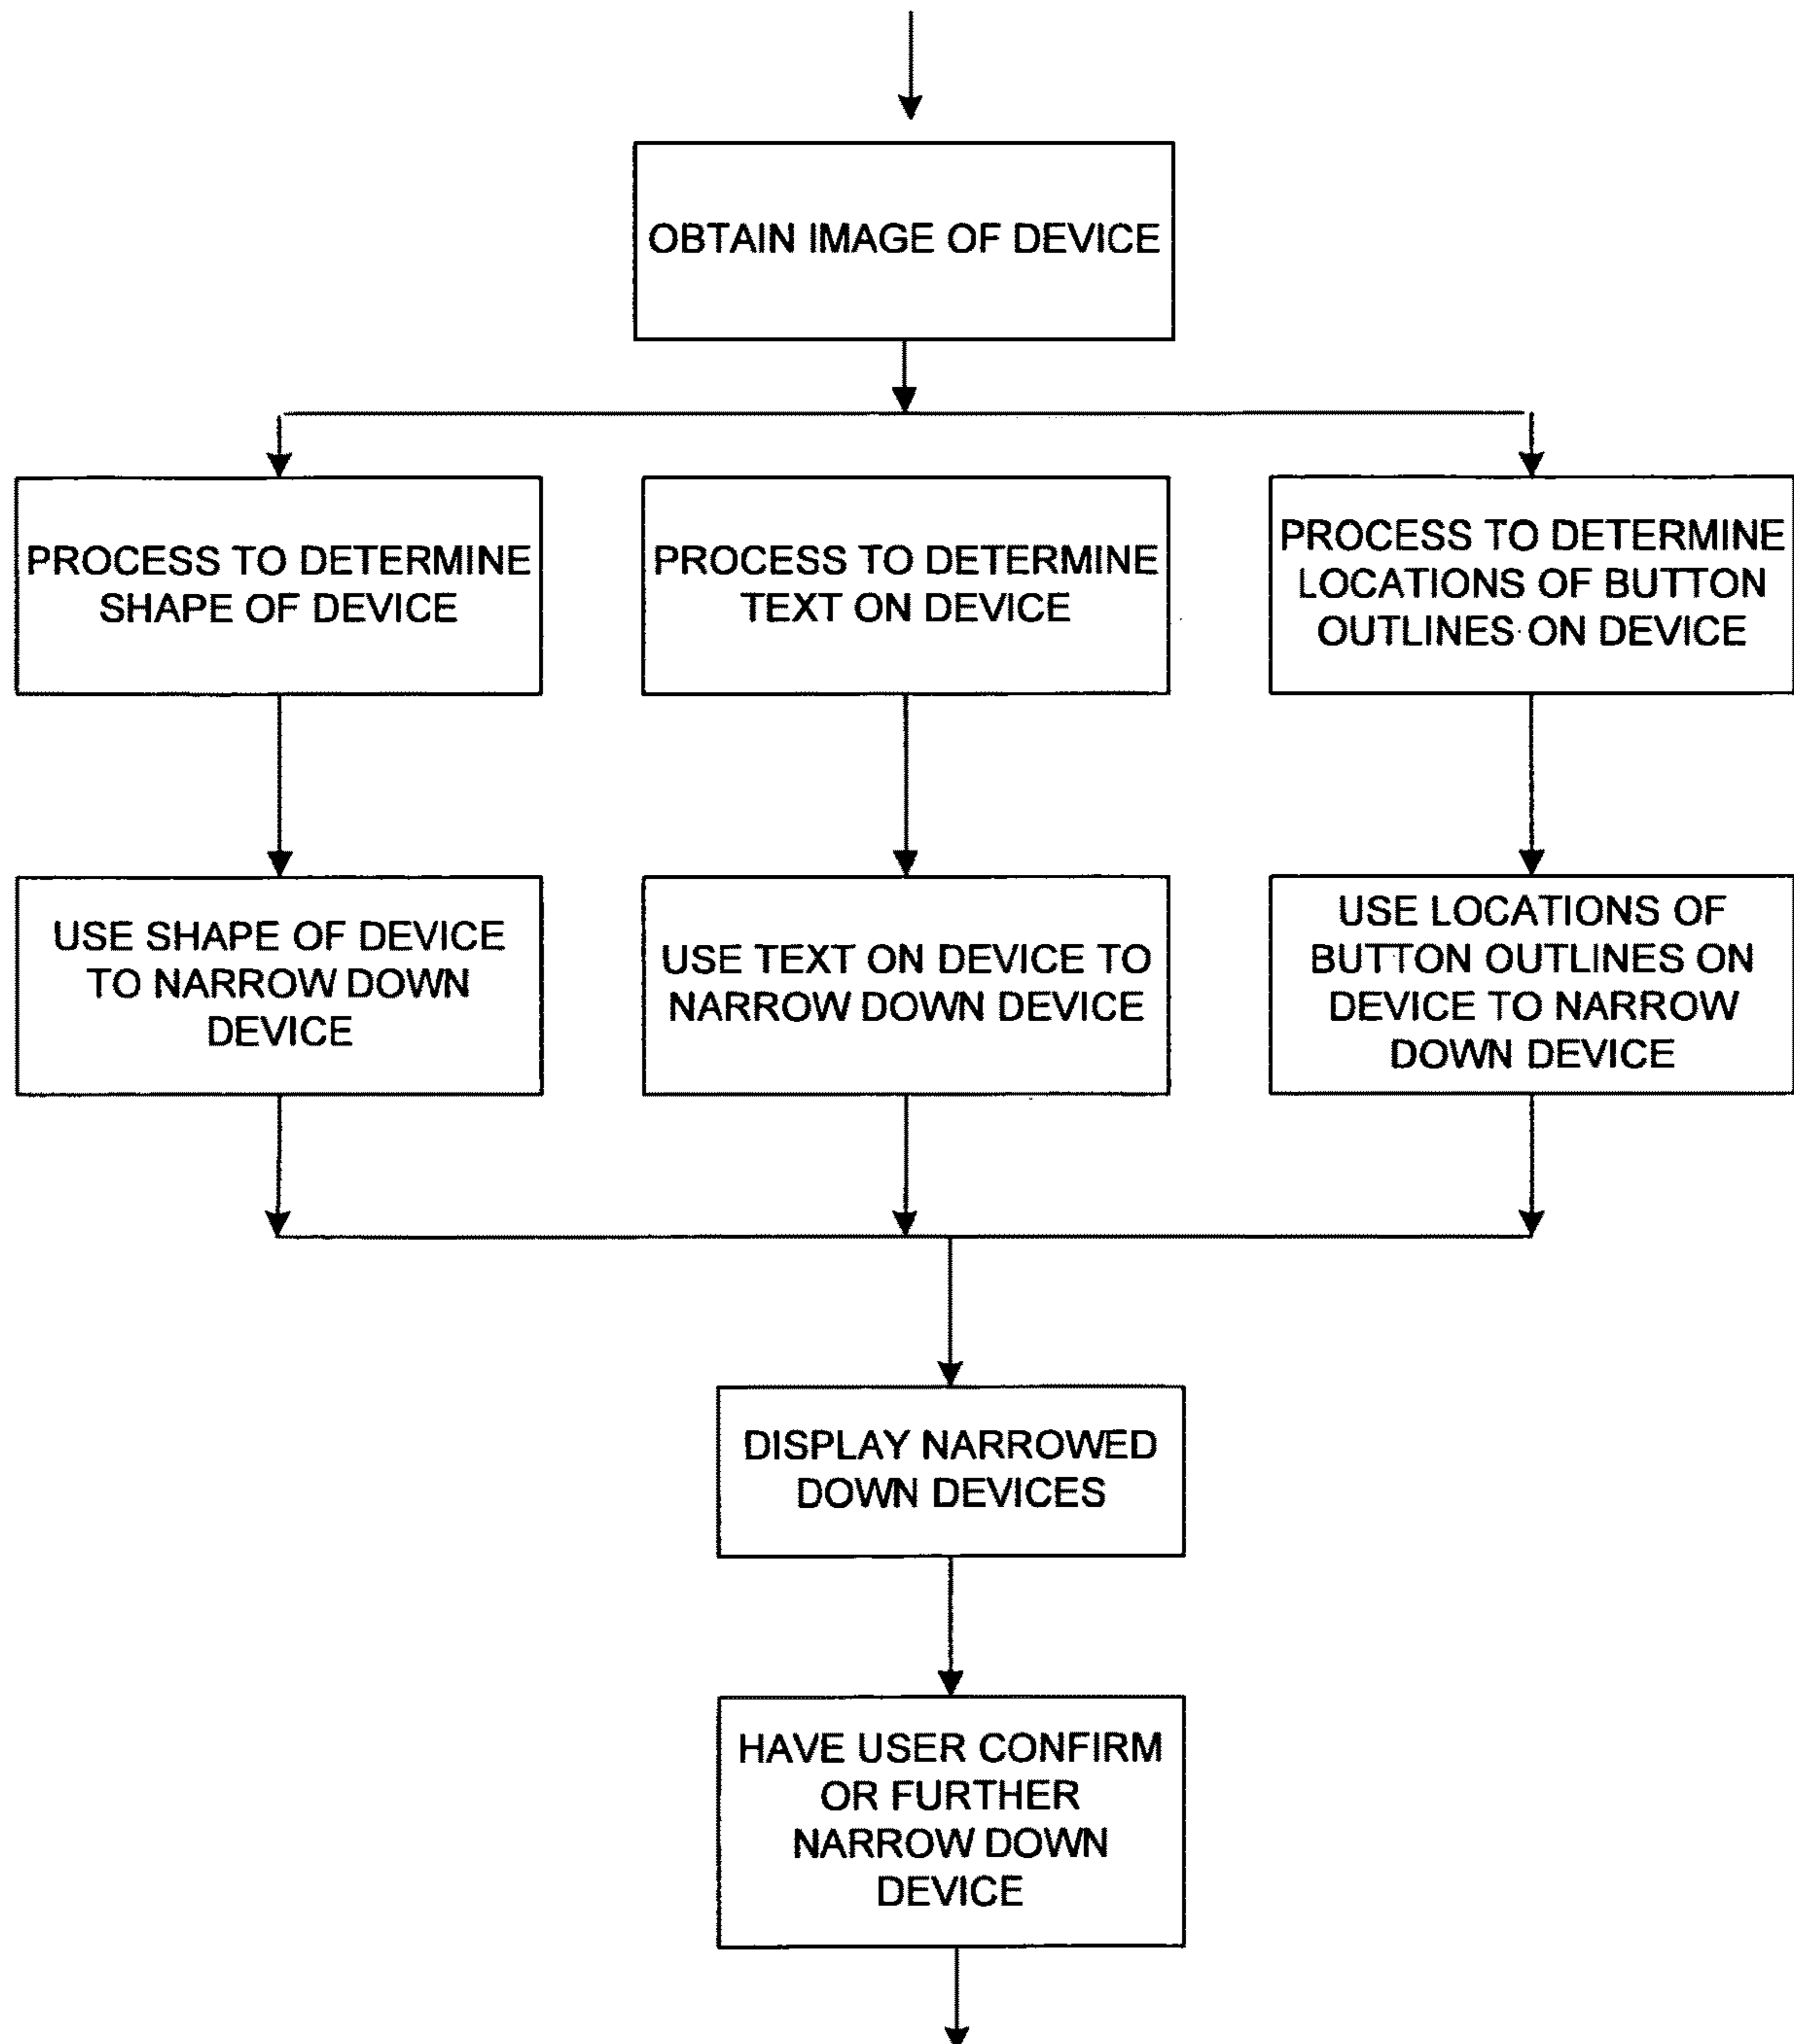 OBTAIN IMAGE OF DEVICE
PROCESS TO DETERMINE
SHAPE OF DEVICE
PROCESS TO DETERMINE
TEXT ON DEVICE
PROCESS TO DETERMINE
LOCATIONS OF BUTTON
OUTLINES ON DEVICE
USE SHAPE OF DEVICE
TO NARROW DOWN
DEVICE
USE TEXT ON DEVICE TO
NARROW DOWN DEVICE
USE LOCATIONS OF
BUTTON OUTLINES ON
DEVICE TO NARROW
DOWN DEVICE
DISPLAY NARROWED
DOWN DEVICES
HAVE USER CONFIRM
OR FURTHER
NARROW DOWN
DEVICE